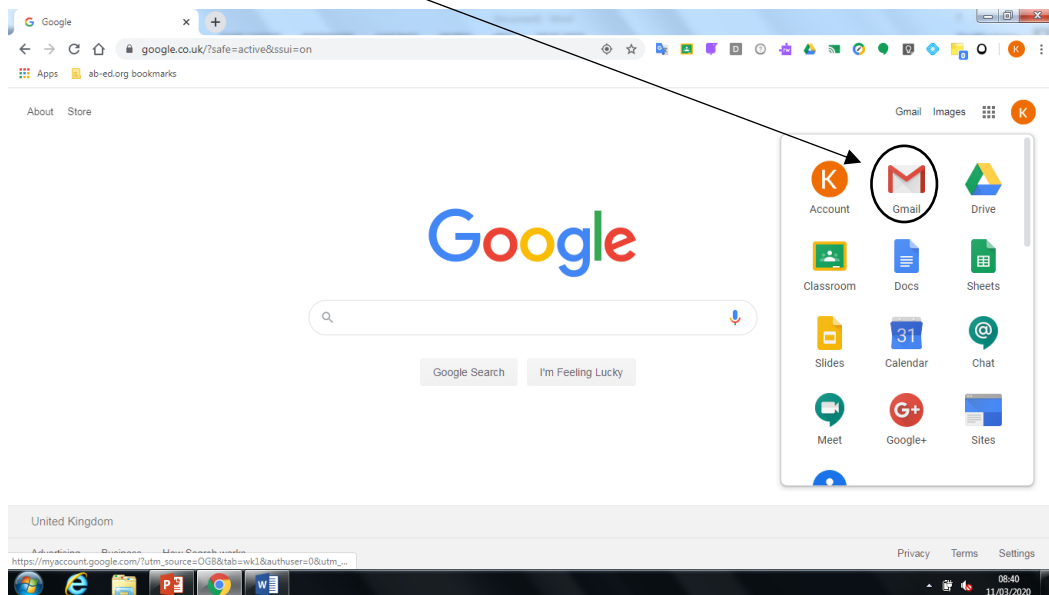 Google
google.co.uk/?safe=active&ssui=on
Apps ab-ed.org bookmarks
About Store
Gmail Images K
K
Account Gmail Drive
Google
Classroom Docs Sheets
31
Slides Calendar Chat
Google Search I'm Feeling Lucky
G+
Meet Google+ Sites
United Kingdom
Privacy Terms Settings
https://myaccount.google.com/?utm_source=OGB&tab=wk1&authuser=0&utm_...
08:40
11/03/2020